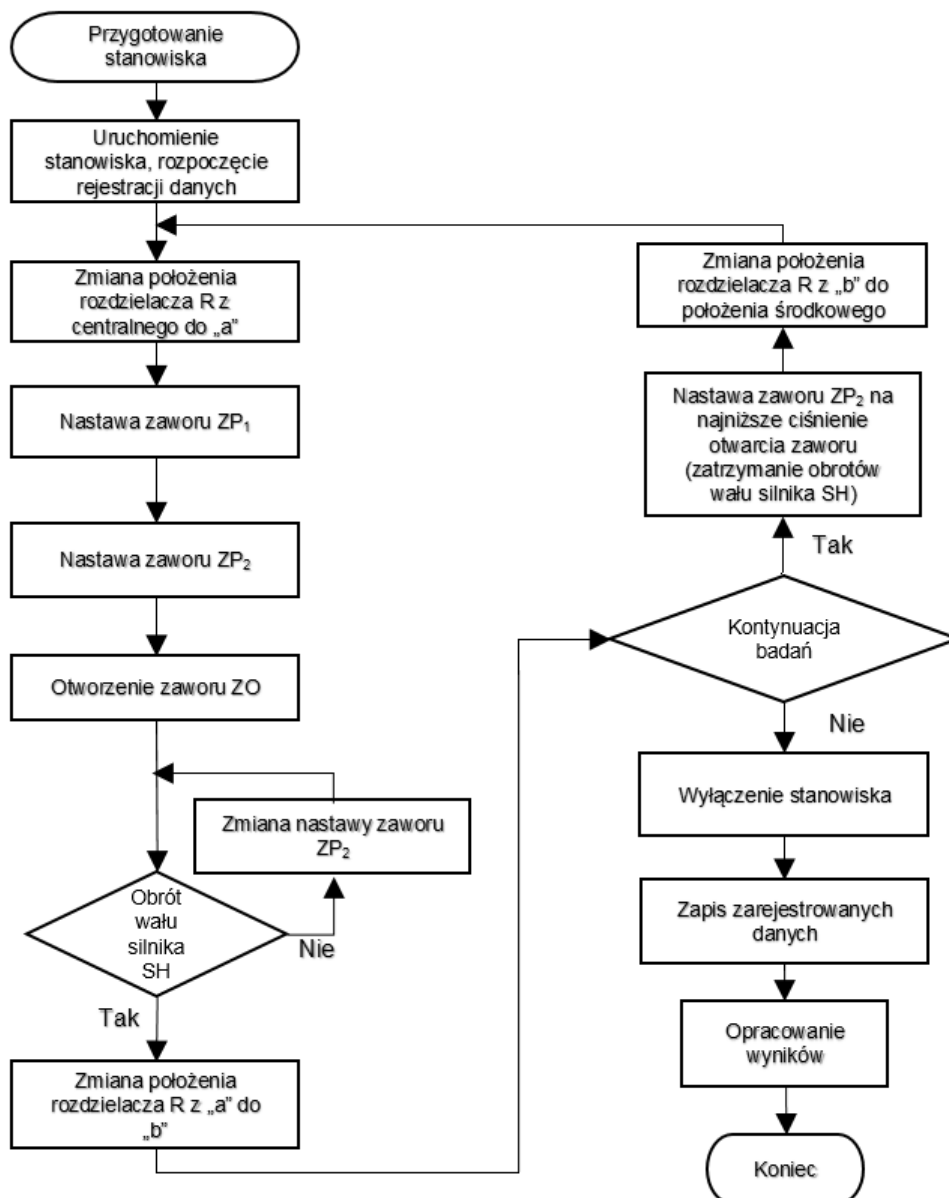 Przygotowanie
stanowiska
Uruchomienie
stanowiska, rozpoczęcie
rejestracji danych
Zmiana położenia
rozdzielacza R z
centralnego do „a”
Nastawa zaworu ZP₁
Nastawa zaworu ZP₂
Otworzenie zaworu ZO
Zmiana nastawy zaworu
ZP₂
Obrót
wału
silnika
SH
Nie
Tak
Zmiana położenia
rozdzielacza R z „a” do
„b”
Zmiana położenia
rozdzielacza R z „b” do
położenia środkowego
Nastawa zaworu ZP₂ na
najniższe ciśnienie
otwarcia zaworu
(zatrzymanie obrotów
wału silnika SH)
Tak
Kontynuacja
badań
Nie
Wyłączenie stanowiska
Zapis zarejestrowanych
danych
Opracowanie
wyników
Koniec